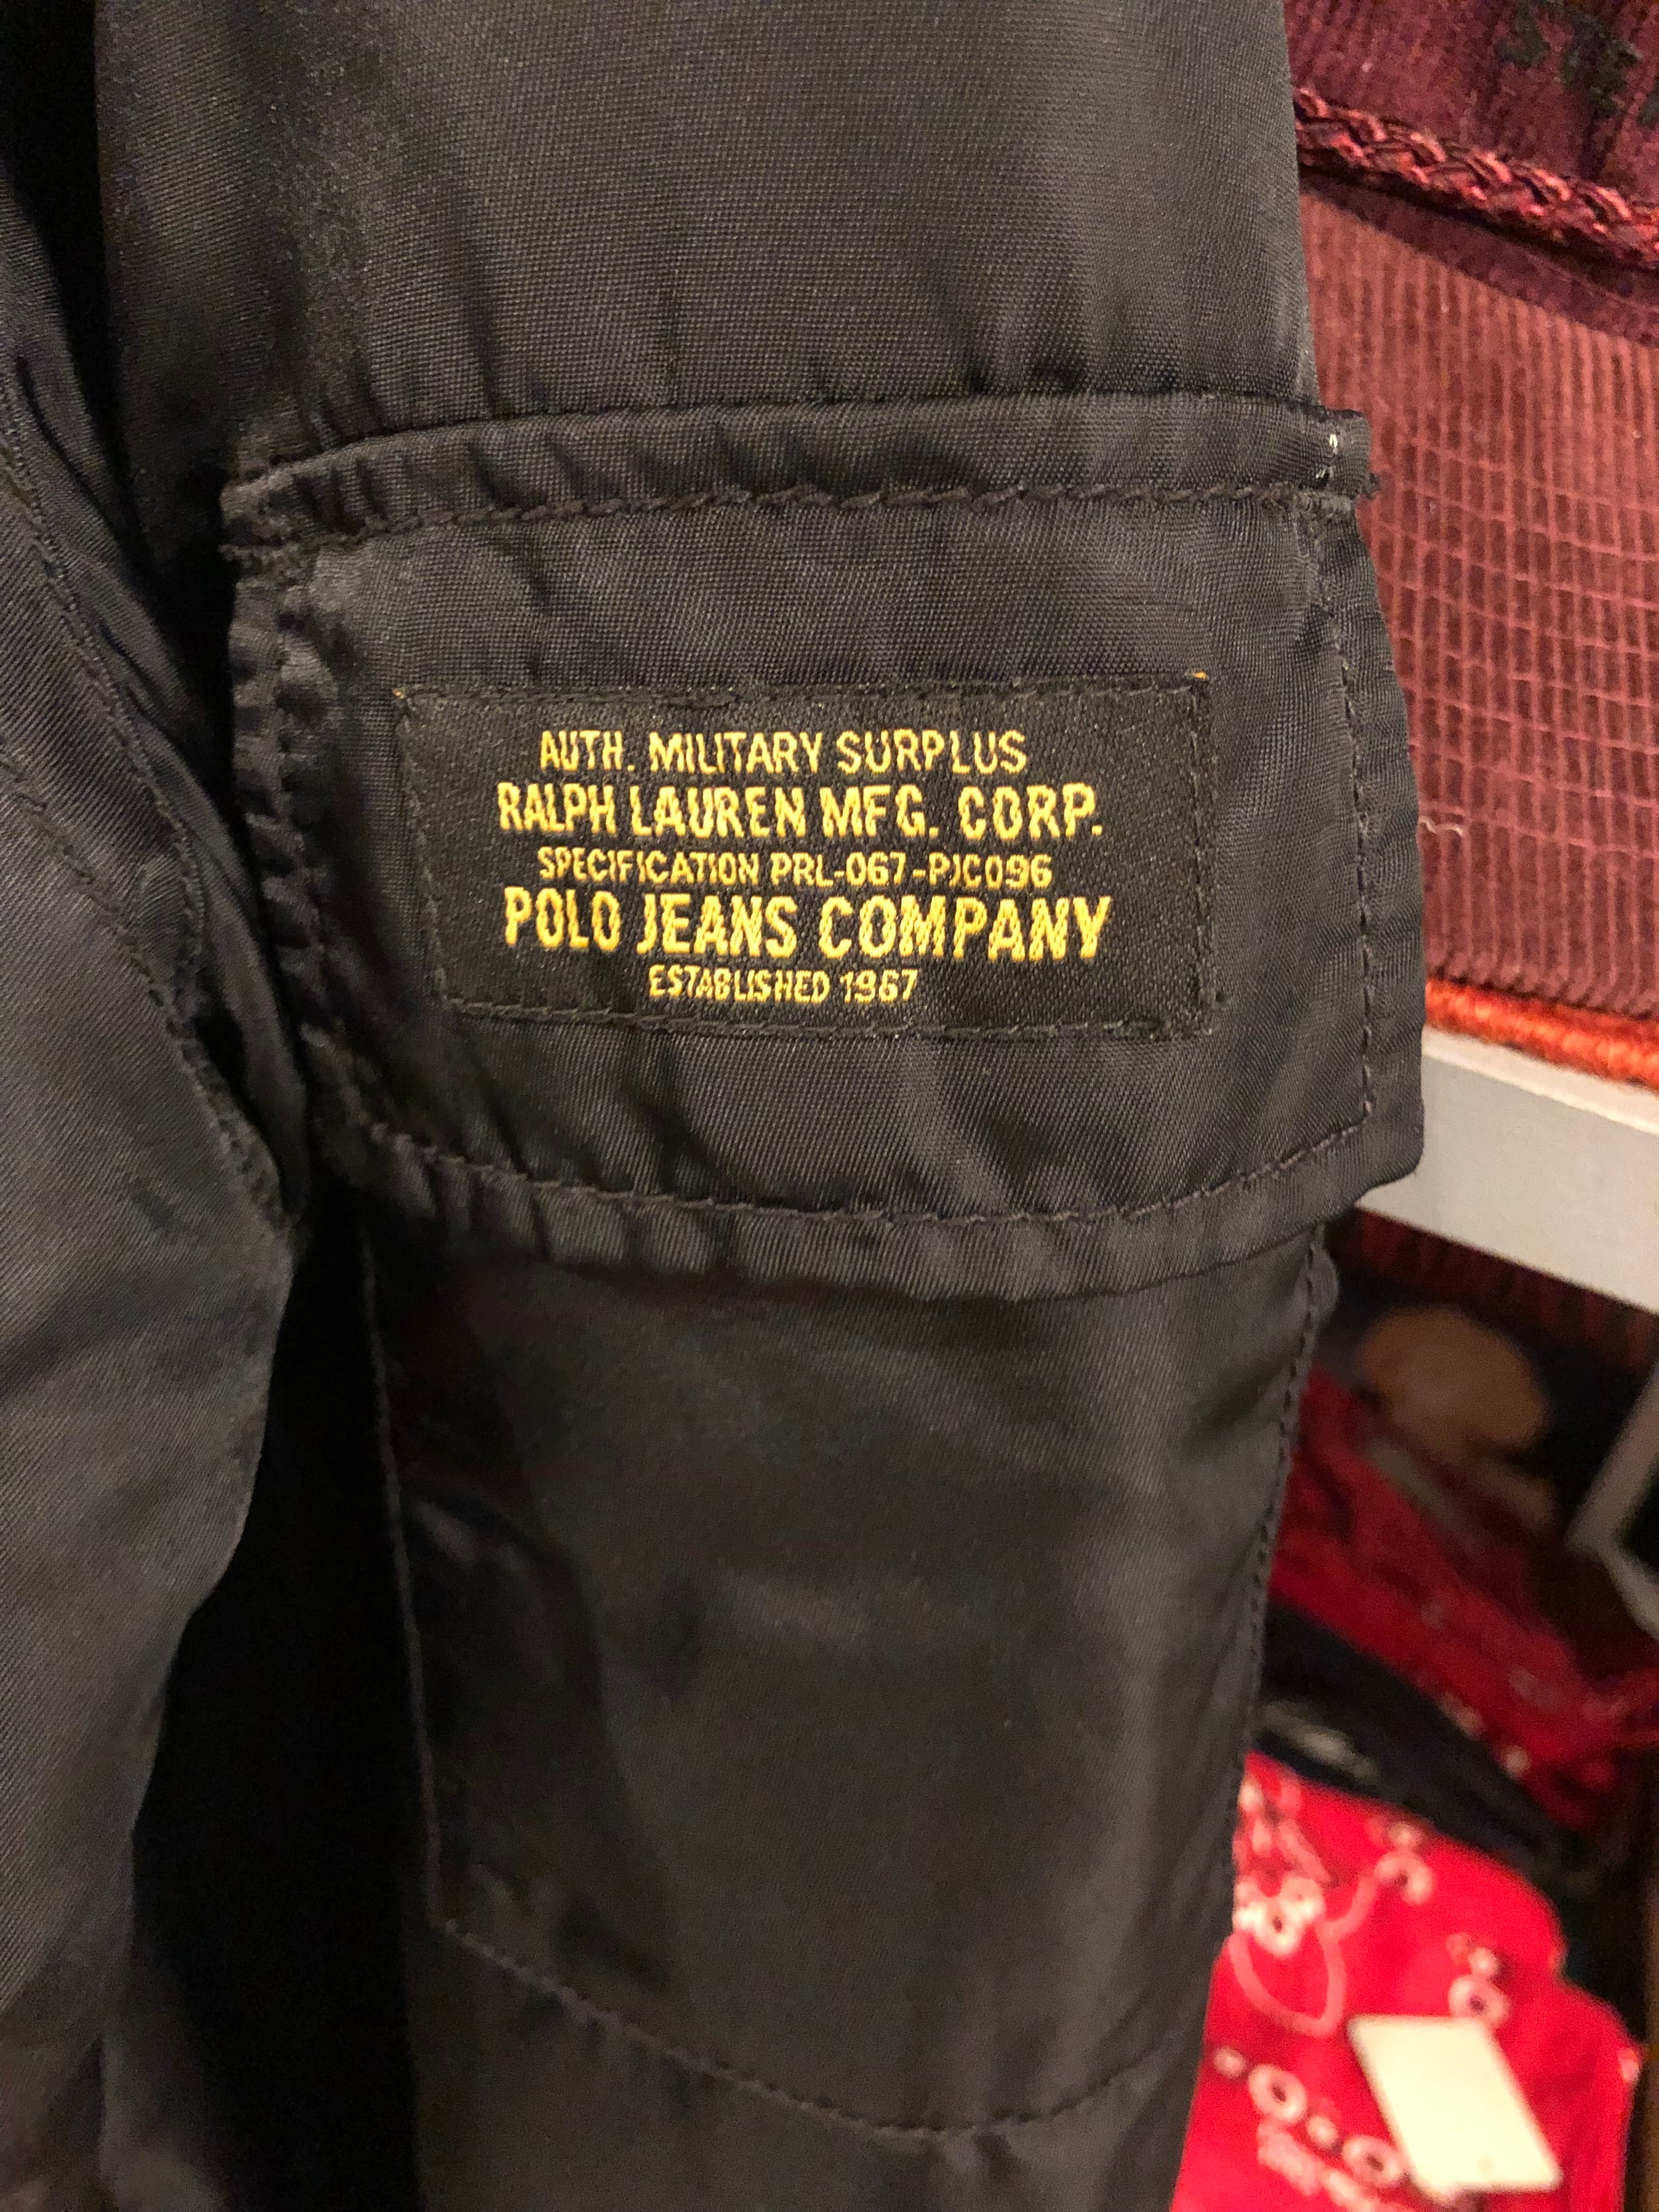 AUTH. MILITARY SURPLUS
RALPH LAUREN MFG. CORP.
SPECIFICATION PRL-067-PJC096
POLO JEANS COMPANY
ESTABLISHED 1967